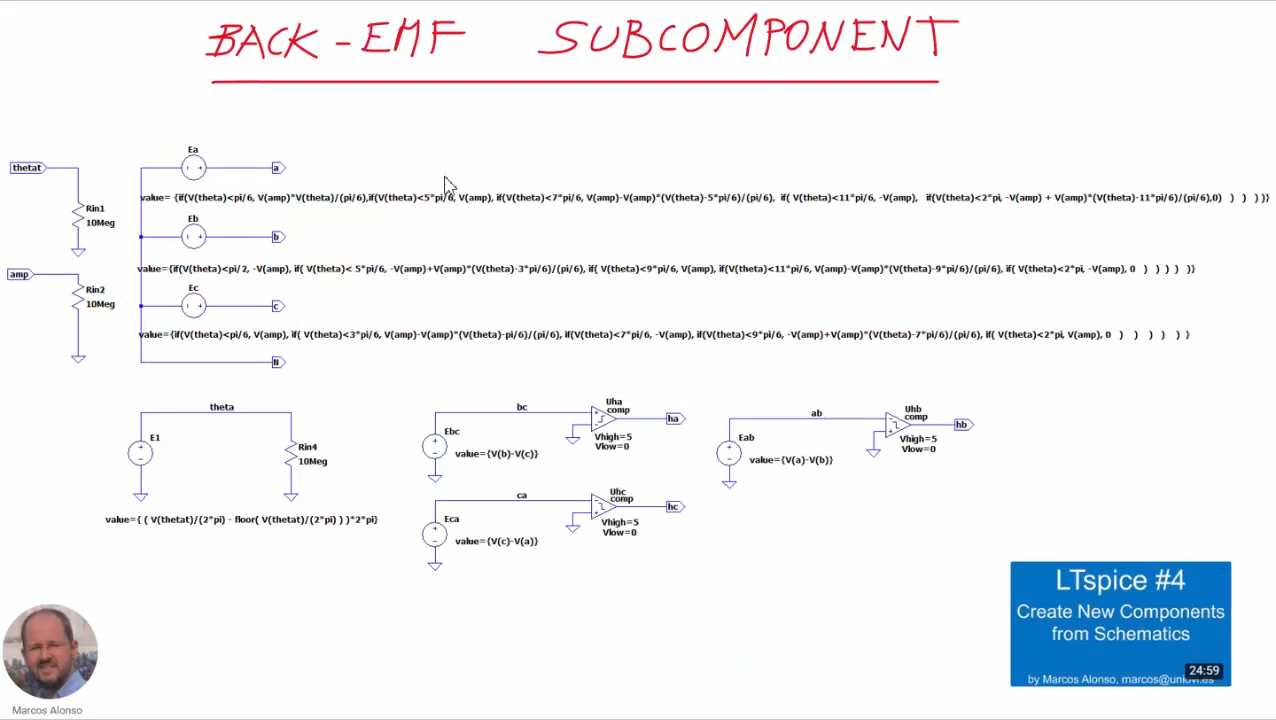 BACK-EMF SUBCOMPONENT
Ea
thetat
a
value= {if(V(theta)<pi/6, V(amp)*V(theta)/(pi/6),if(V(theta)<5*pi/6, V(amp), if(V(theta)<7*pi/6, V(amp)-V(amp)*(V(theta)-5*pi/6)/(pi/6), if( V(theta)<11*pi/6, -V(amp), if(V(theta)<2*pi, -V(amp) + V(amp)*(V(theta)-11*pi/6)/(pi/6),0) ) ) ) )}
Rin1
10Meg
Eb
b
value={if(V(theta)<pi/2, -V(amp), if( V(theta)< 5*pi/6, -V(amp)+V(amp)*(V(theta)-3*pi/6)/(pi/6), if( V(theta)<9*pi/6, V(amp), if(V(theta)<11*pi/6, V(amp)-V(amp)*(V(theta)-9*pi/6)/(pi/6), if( V(theta)<2*pi, -V(amp), 0 ) ) ) ) )}
amp
Rin2
10Meg
Ec
c
value={if(V(theta)<pi/6, V(amp), if( V(theta)<3*pi/6, V(amp)-V(amp)*(V(theta)-pi/6)/(pi/6), if(V(theta)<7*pi/6, -V(amp), if(V(theta)<9*pi/6, -V(amp)+V(amp)*(V(theta)-7*pi/6)/(pi/6), if( V(theta)<2*pi, V(amp), 0 ) ) ) ) ) }
N
theta
E1
Rin4
10Meg
value={ ( V(thetat)/(2*pi) - floor( V(thetat)/(2*pi) ) )*2*pi}
bc
Uha
comp
ha
Ebc
Vhigh=5
Vlow=0
value={V(b)-V(c)}
ab
Uhb
comp
hb
Eab
Vhigh=5
Vlow=0
value={V(a)-V(b)}
ca
Uhc
comp
hc
Eca
Vhigh=5
Vlow=0
value={V(c)-V(a)}
LTspice #4
Create New Components
from Schematics
24:59
by Marcos Alonso, marcos@uniovi.es
Marcos Alonso